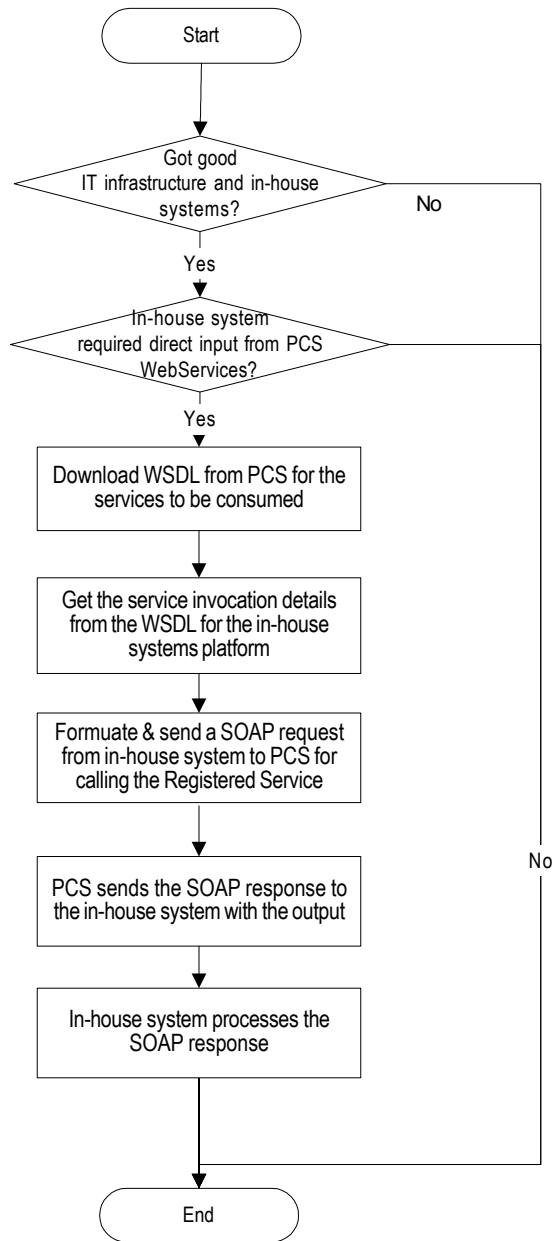 Start
Got good
IT infrastructure and in-house
systems?
No
Yes
In-house system
required direct input from PCS
WebServices?
Yes
Download WSDL from PCS for the
services to be consumed
Get the service invocation details
from the WSDL for the in-house
systems platform
Formuate & send a SOAP request
from in-house system to PCS for
calling the Registered Service
No
PCS sends the SOAP response to
the in-house system with the output
In-house system processes the
SOAP response
End